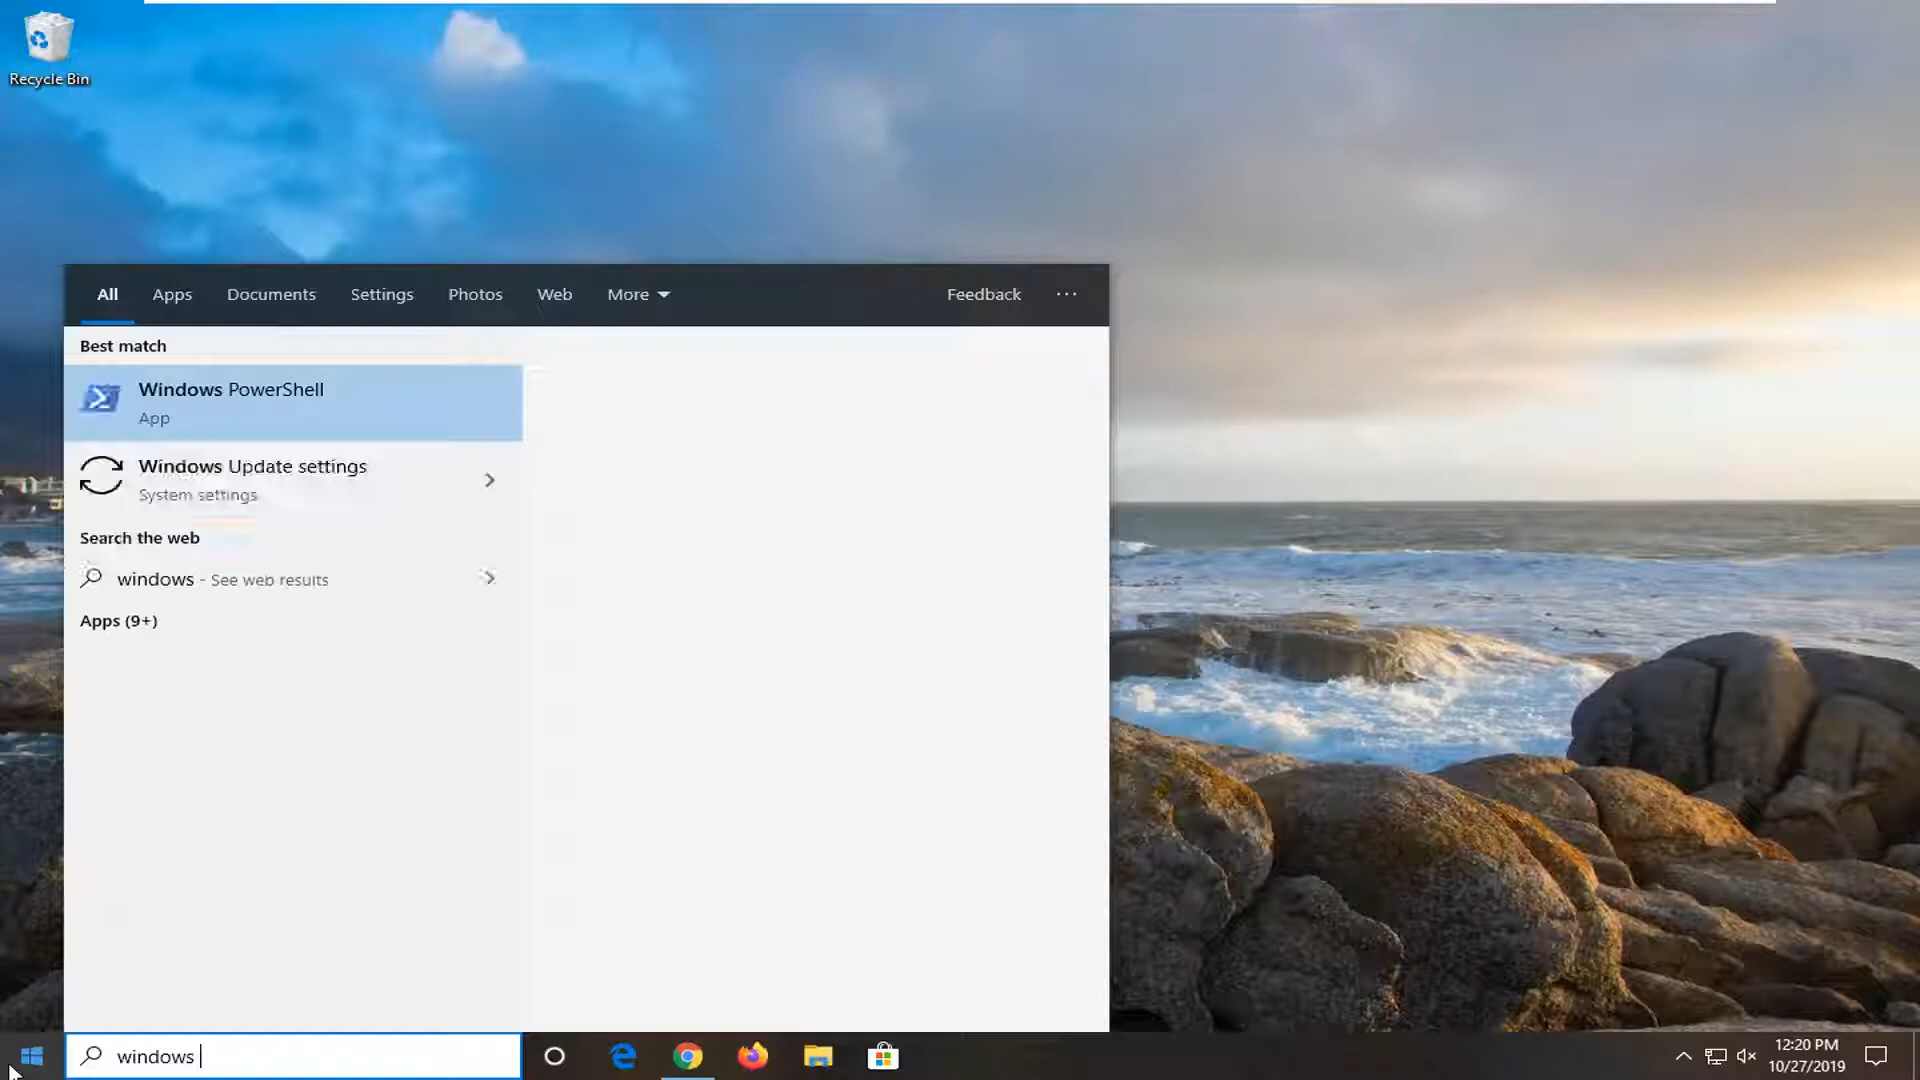 Recycle Bin
All Apps Documents Settings Photos Web More Feedback ...
Best match
Windows PowerShell
App
Windows Update settings
System settings
Search the web
windows - See web results
Apps (9+)
windows
12:20 PM
10/27/2019